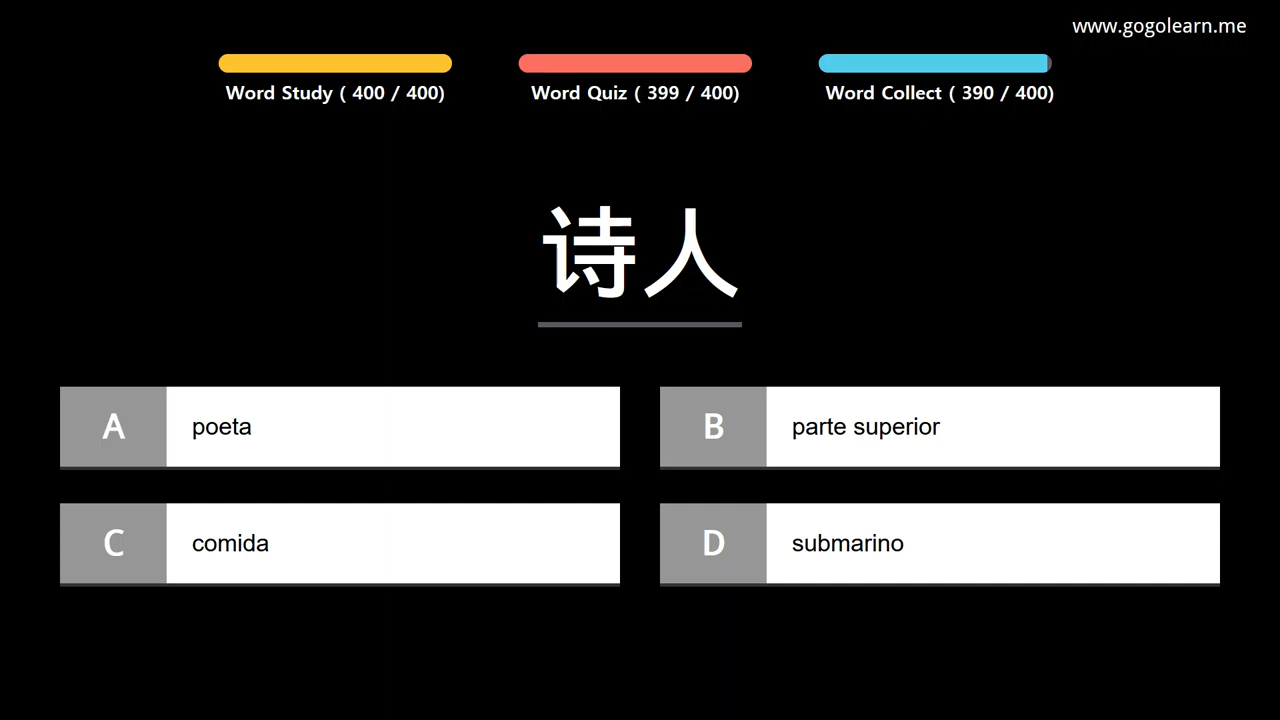 www.gogolearn.me
Word Study ( 400 / 400)
Word Quiz ( 399 / 400)
Word Collect ( 390 / 400)
诗人
A poeta
B parte superior
C comida
D submarino